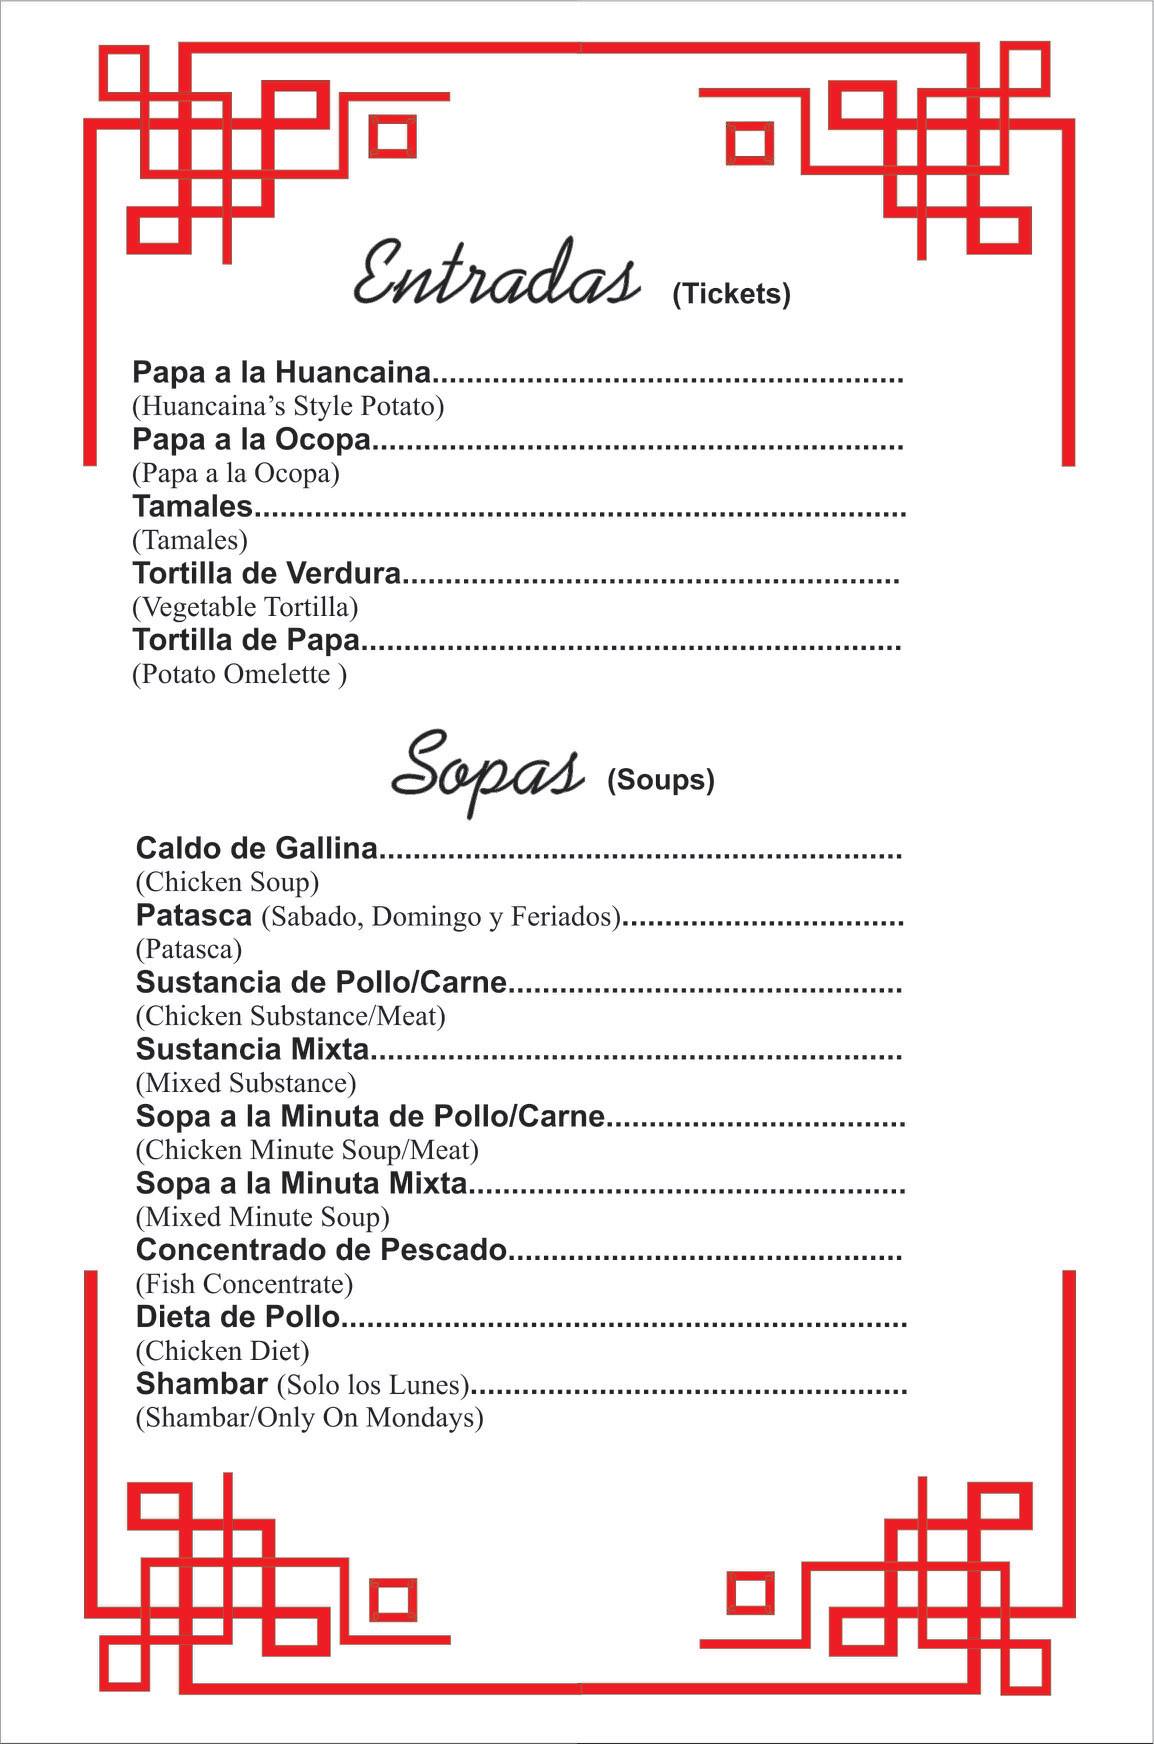 Entradas (Tickets)
Papa a la Huancaina.......................................................
(Huancaina’s Style Potato)
Papa a la Ocopa..............................................................
(Papa a la Ocopa)
Tamales............................................................................
(Tamales)
Tortilla de Verdura..........................................................
(Vegetable Tortilla)
Tortilla de Papa...............................................................
(Potato Omelette )
Sopas (Soups)
Caldo de Gallina.............................................................
(Chicken Soup)
Patasca (Sabado, Domingo y Feriados).................................
(Patasca)
Sustancia de Pollo/Carne..............................................
(Chicken Substance/Meat)
Sustancia Mixta..............................................................
(Mixed Substance)
Sopa a la Minuta de Pollo/Carne...................................
(Chicken Minute Soup/Meat)
Sopa a la Minuta Mixta...................................................
(Mixed Minute Soup)
Concentrado de Pescado..............................................
(Fish Concentrate)
Dieta de Pollo..................................................................
(Chicken Diet)
Shambar (Solo los Lunes)...................................................
(Shambar/Only On Mondays)